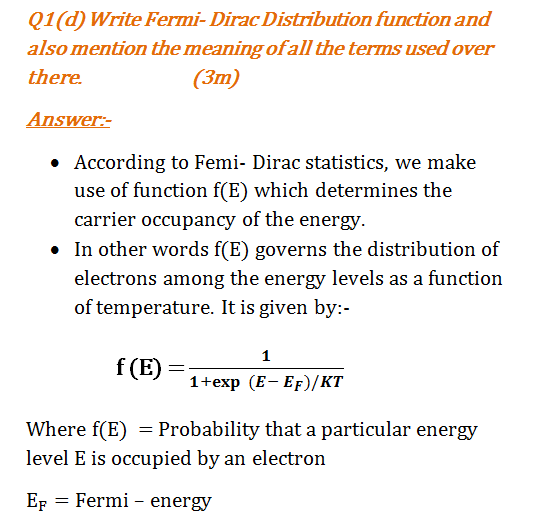 Q1(d) Write Fermi- Dirac Distribution function and
also mention the meaning of all the terms used over
there. (3m)
Answer:-
• According to Femi- Dirac statistics, we make
use of function f(E) which determines the
carrier occupancy of the energy.
• In other words f(E) governs the distribution of
electrons among the energy levels as a function
of temperature. It is given by:-
f (E) = 1 / 1+exp (E− E_F)/KT
Where f(E) = Probability that a particular energy
level E is occupied by an electron
E_F = Fermi – energy